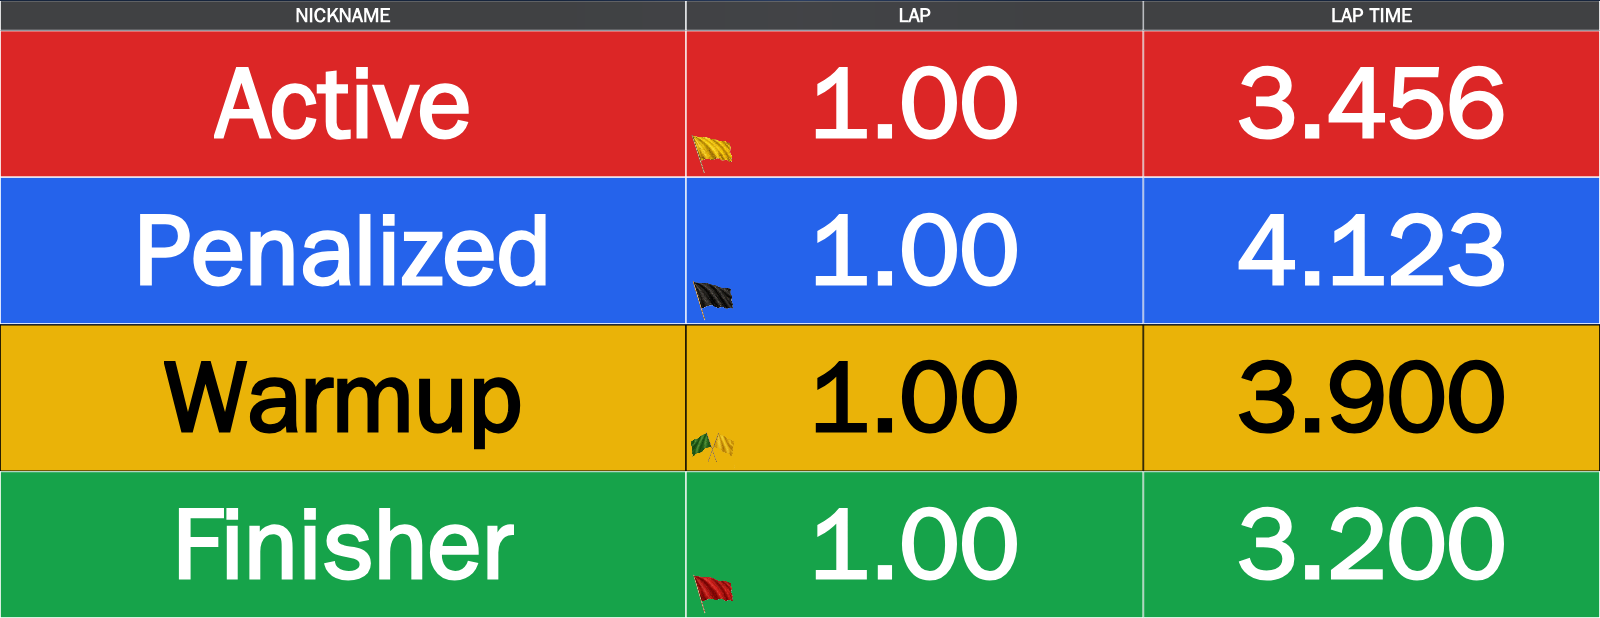 NICKNAME LAP LAP TIME
Active 1.00 3.456
Penalized 1.00 4.123
Warmup 1.00 3.900
Finisher 1.00 3.200